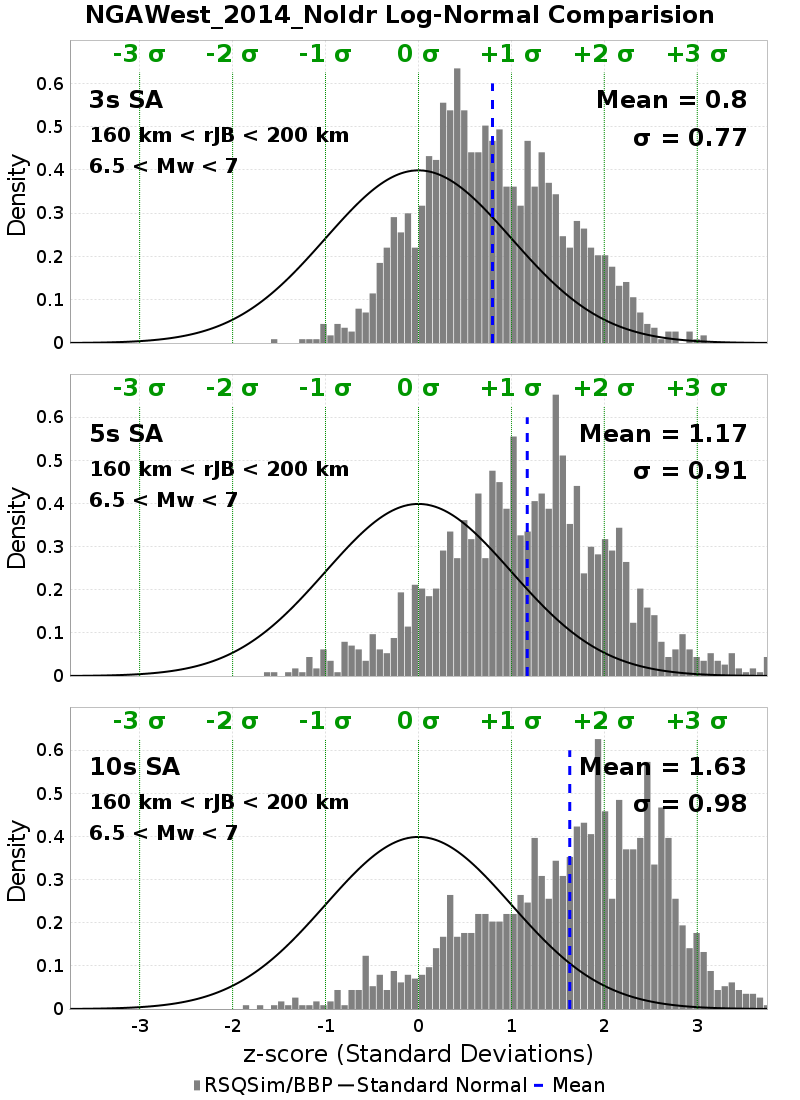 NGAWest_2014_NoIdr Log-Normal Comparision
-3 σ -2 σ -1 σ 0 σ +1 σ +2 σ +3 σ
3s SA
160 km < rJB < 200 km
6.5 < Mw < 7
Mean = 0.8
σ = 0.77
Density
0.6
0.5
0.4
0.3
0.2
0.1
0
-3 σ -2 σ -1 σ 0 σ +1 σ +2 σ +3 σ
5s SA
160 km < rJB < 200 km
6.5 < Mw < 7
Mean = 1.17
σ = 0.91
Density
0.6
0.5
0.4
0.3
0.2
0.1
0
-3 σ -2 σ -1 σ 0 σ +1 σ +2 σ +3 σ
10s SA
160 km < rJB < 200 km
6.5 < Mw < 7
Mean = 1.63
σ = 0.98
Density
0.6
0.5
0.4
0.3
0.2
0.1
0
-3 -2 -1 0 1 2 3
z-score (Standard Deviations)
RSQSim/BBP Standard Normal Mean